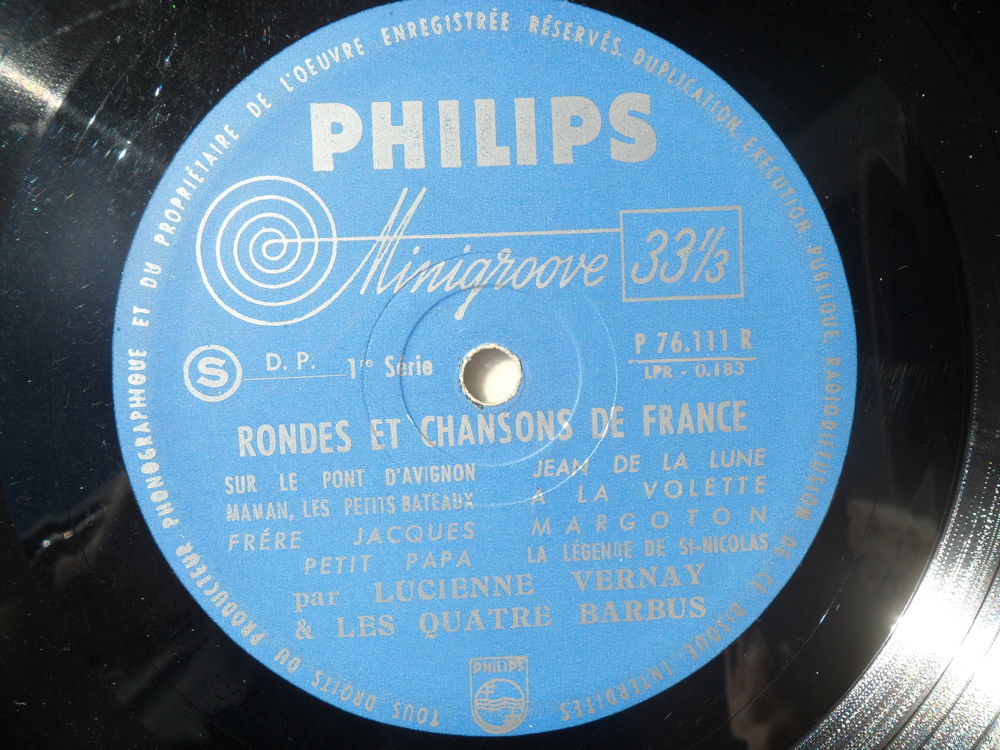 TOUS DROITS DU PRODUCTEUR PHONOGRAPHIQUE ET DU PROPRIÉTAIRE DE L'OEUVRE ENREGISTRÉE RÉSERVÉS. DUPLICATION, EXÉCUTION PUBLIQUE, RADIODIFFUSION DE CE DISQUE INTERDITES
PHILIPS
Minigroove 33 1/3
S D. P. 1re Série
P 76.111 R
LPR - 0.183
RONDES ET CHANSONS DE FRANCE
SUR LE PONT D'AVIGNON
MAMAN, LES PETITS BATEAUX
FRÉRE JACQUES
PETIT PAPA
JEAN DE LA LUNE
A LA VOLETTE
MARGOTON
LA LÉGENDE DE St-NICOLAS
par LUCIENNE VERNAY
& LES QUATRE BARBUS
PHILIPS